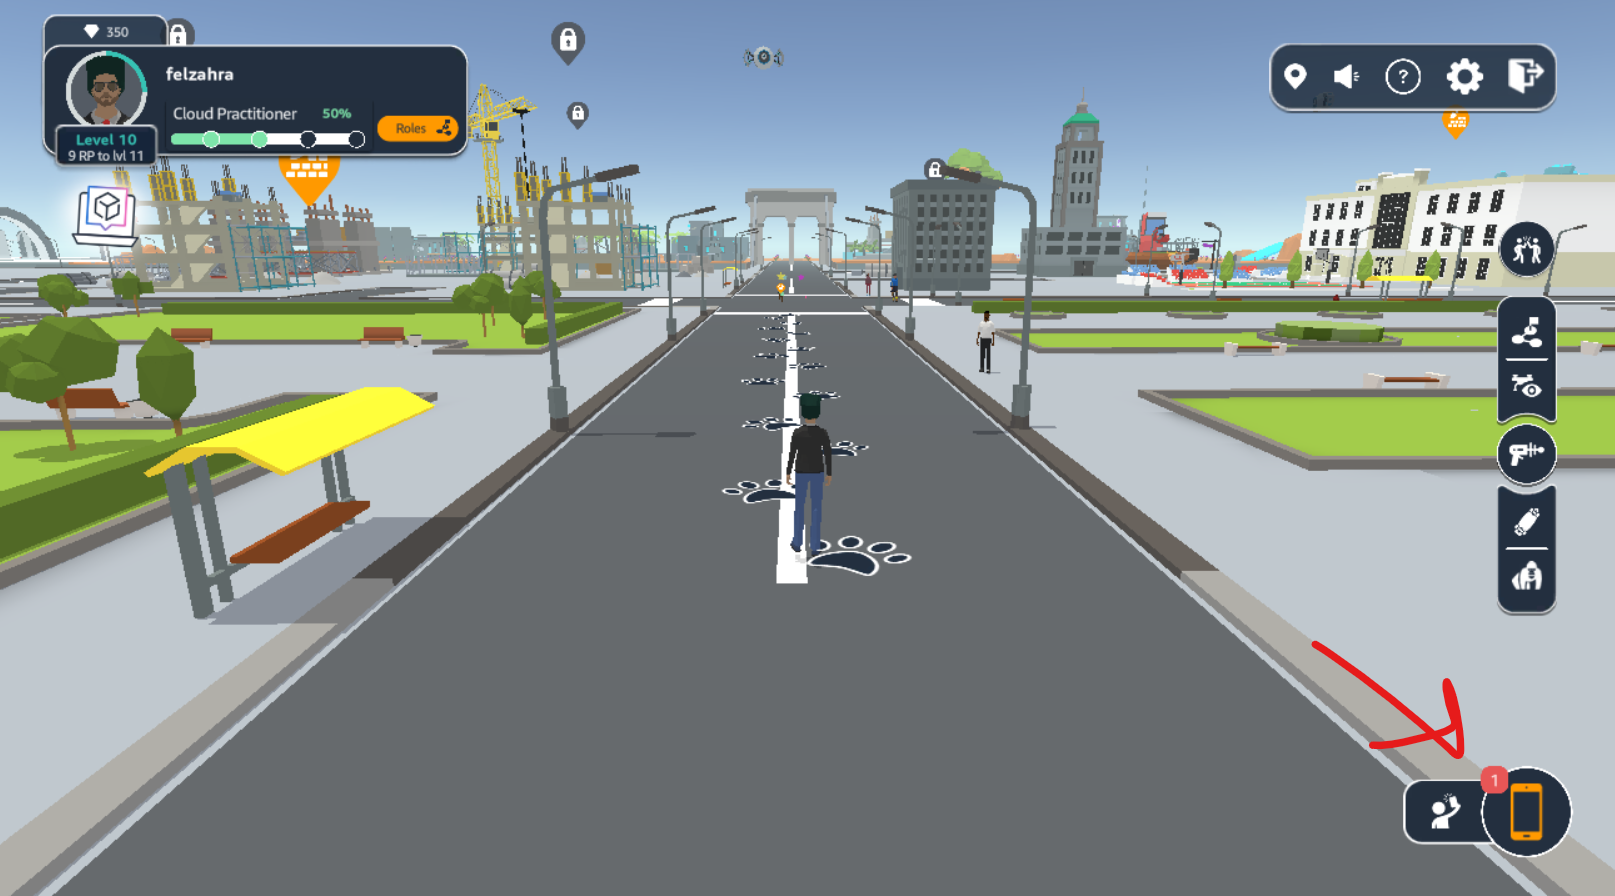 350
felzahra
Cloud Practitioner 50%
Roles
Level 10
9 RP to lvl 11
?
1